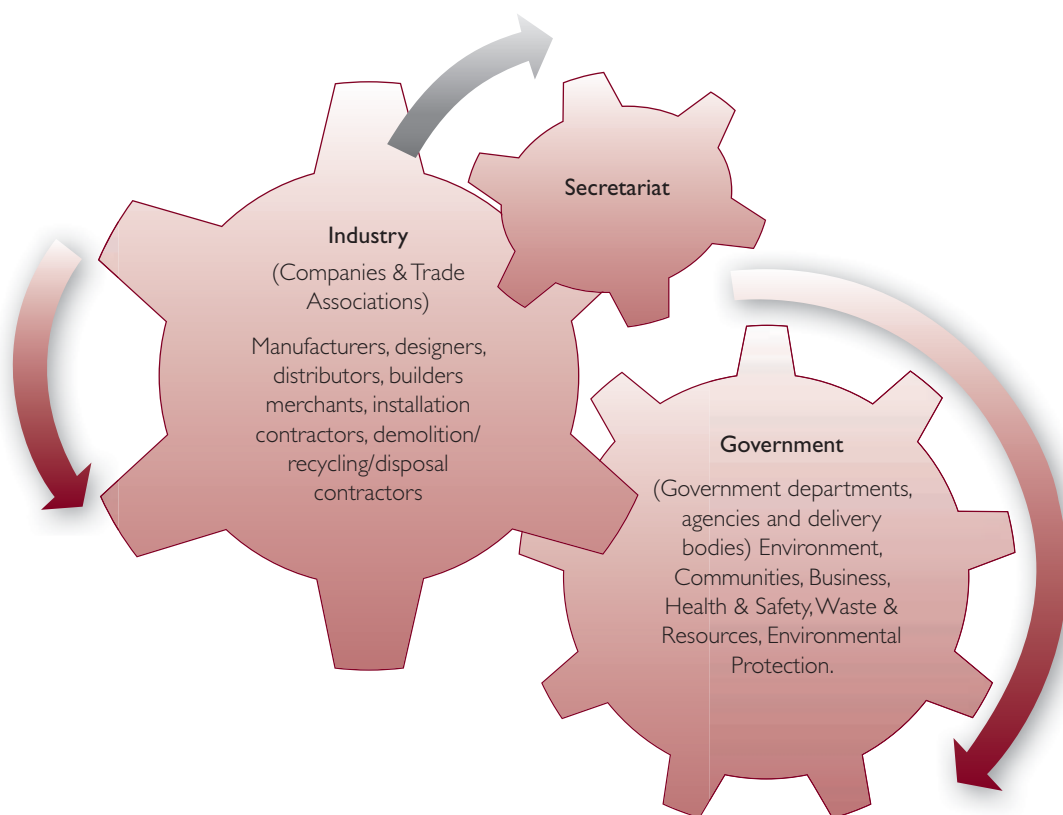 Secretariat
Industry
(Companies & Trade
Associations)
Manufacturers, designers,
distributors, builders
merchants, installation
contractors, demolition/
recycling/disposal
contractors
Government
(Government departments,
agencies and delivery
bodies) Environment,
Communities, Business,
Health & Safety, Waste &
Resources, Environmental
Protection.